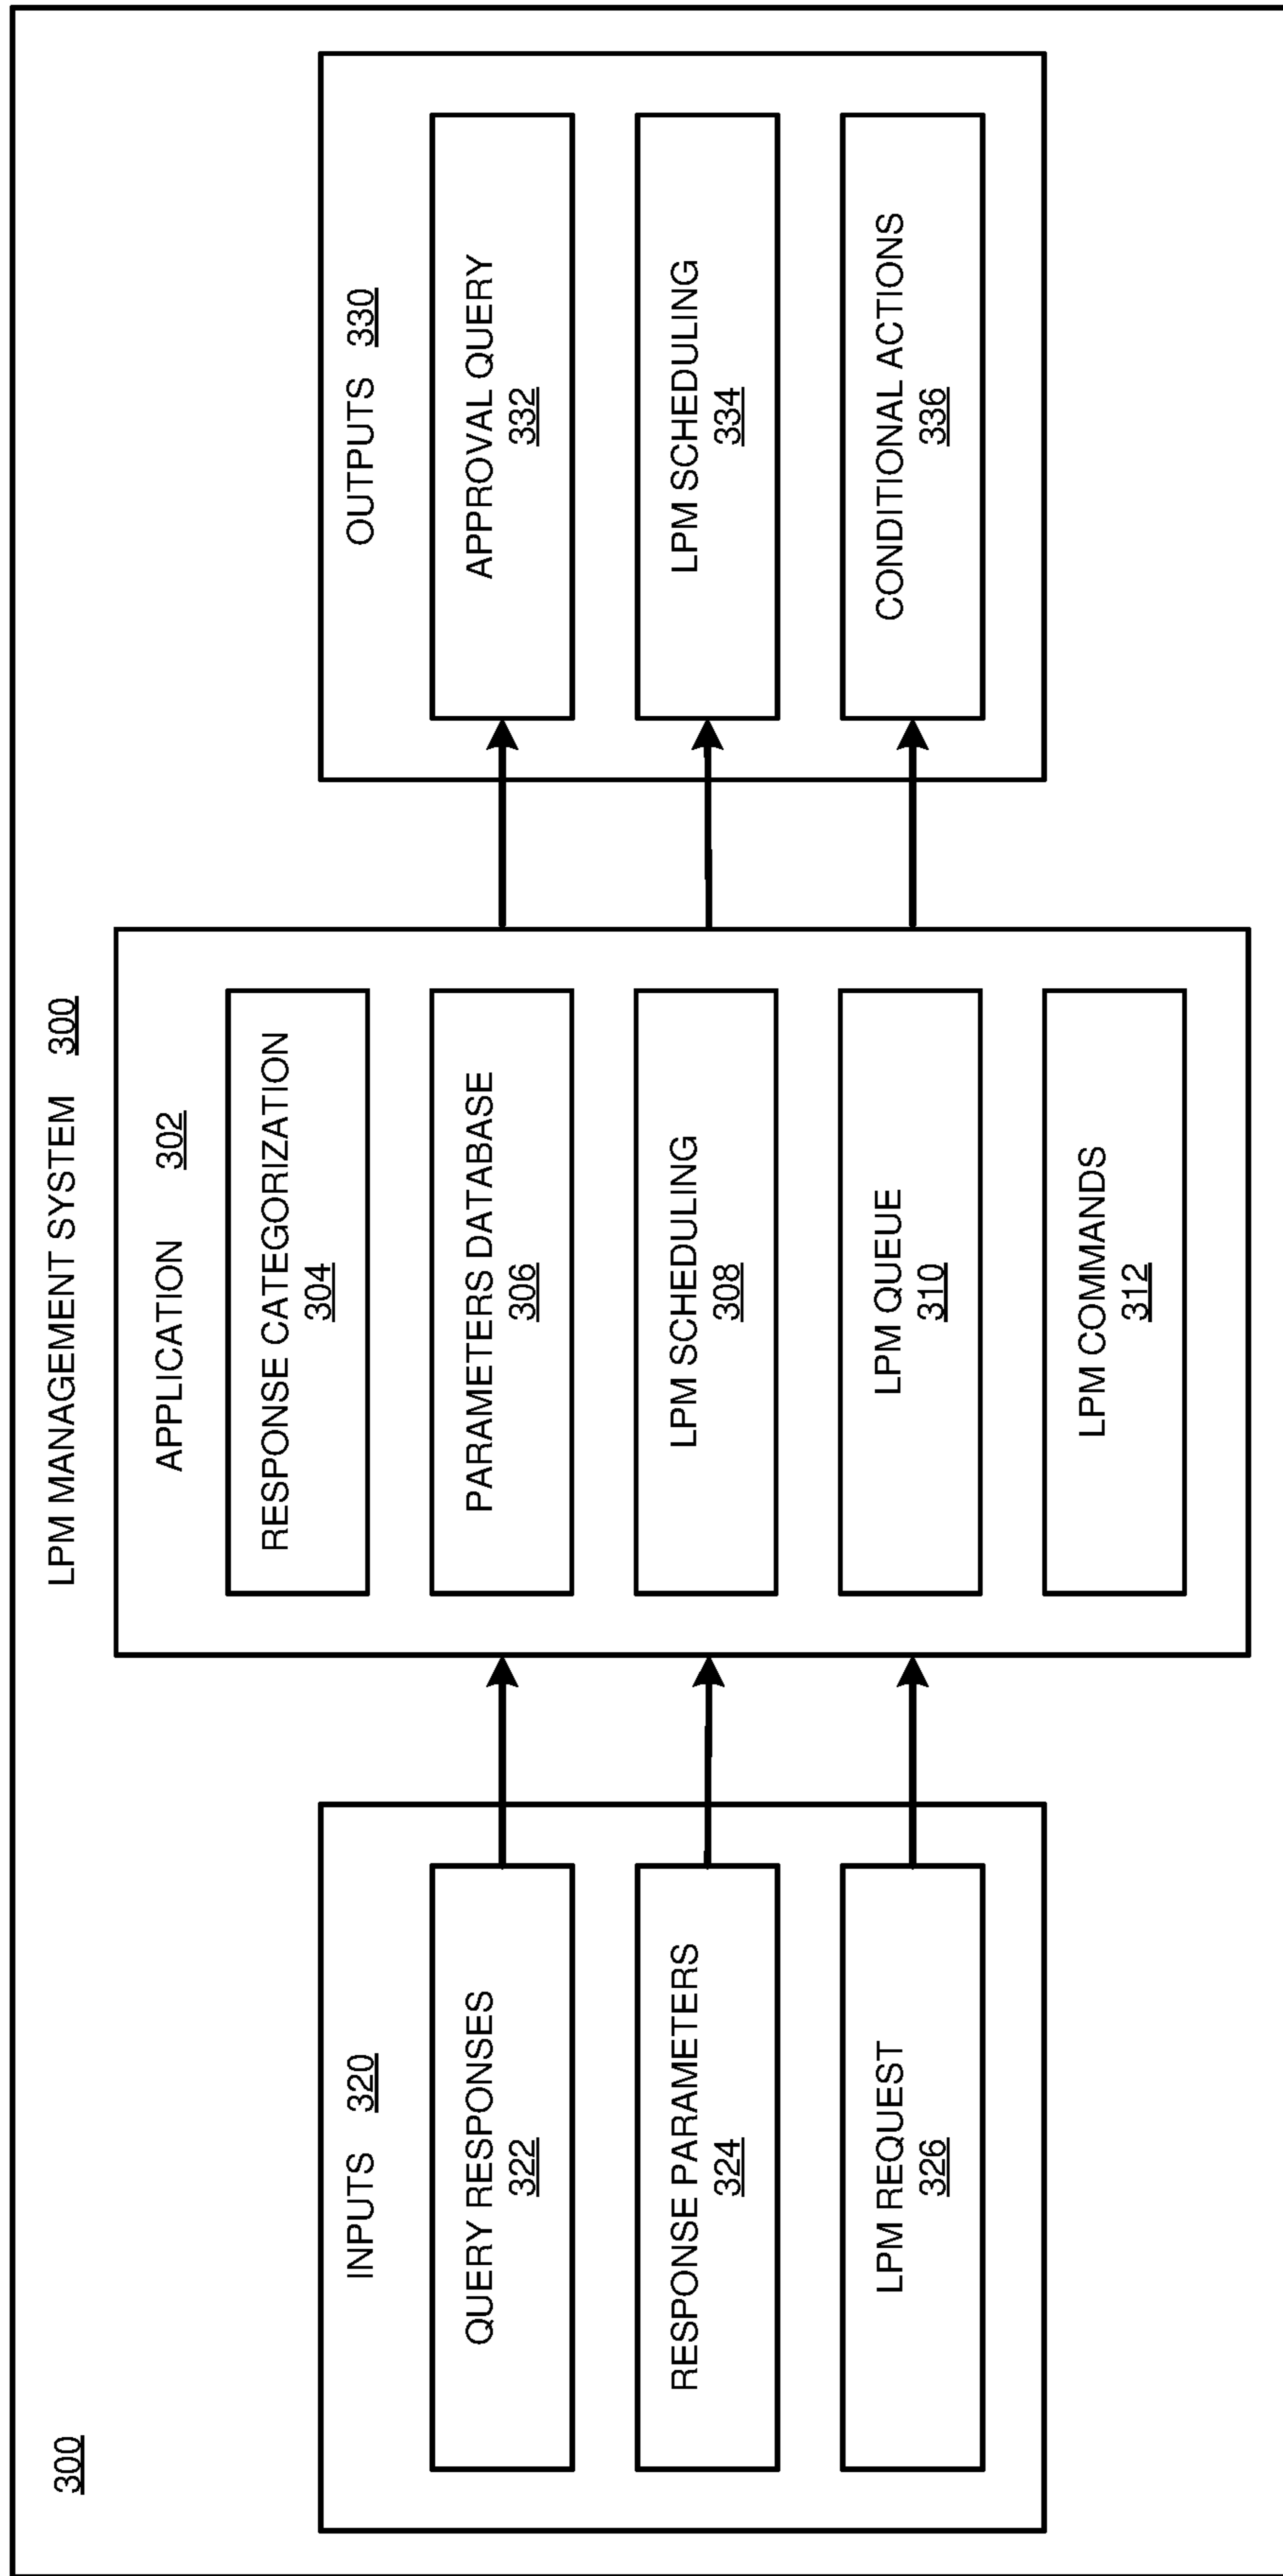 300
LPM MANAGEMENT SYSTEM 300
INPUTS 320
QUERY RESPONSES
322
RESPONSE PARAMETERS
324
LPM REQUEST
326
APPLICATION 302
RESPONSE CATEGORIZATION
304
PARAMETERS DATABASE
306
LPM SCHEDULING
308
LPM QUEUE
310
LPM COMMANDS
312
OUTPUTS 330
APPROVAL QUERY
332
LPM SCHEDULING
334
CONDITIONAL ACTIONS
336